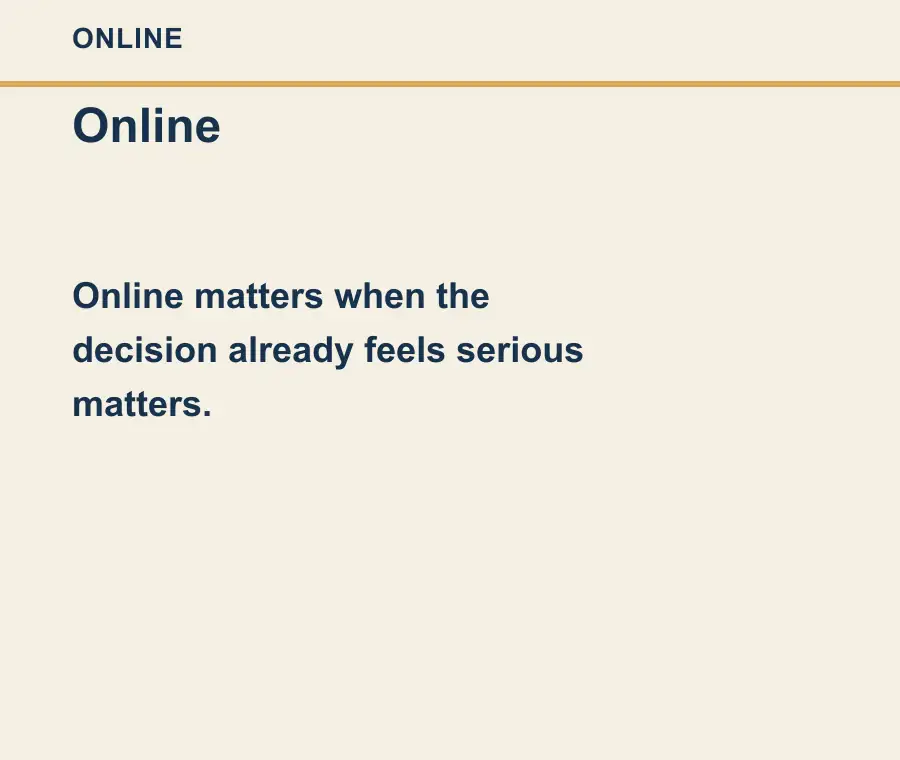 ONLINE
Online
Online matters when the
decision already feels serious
matters.